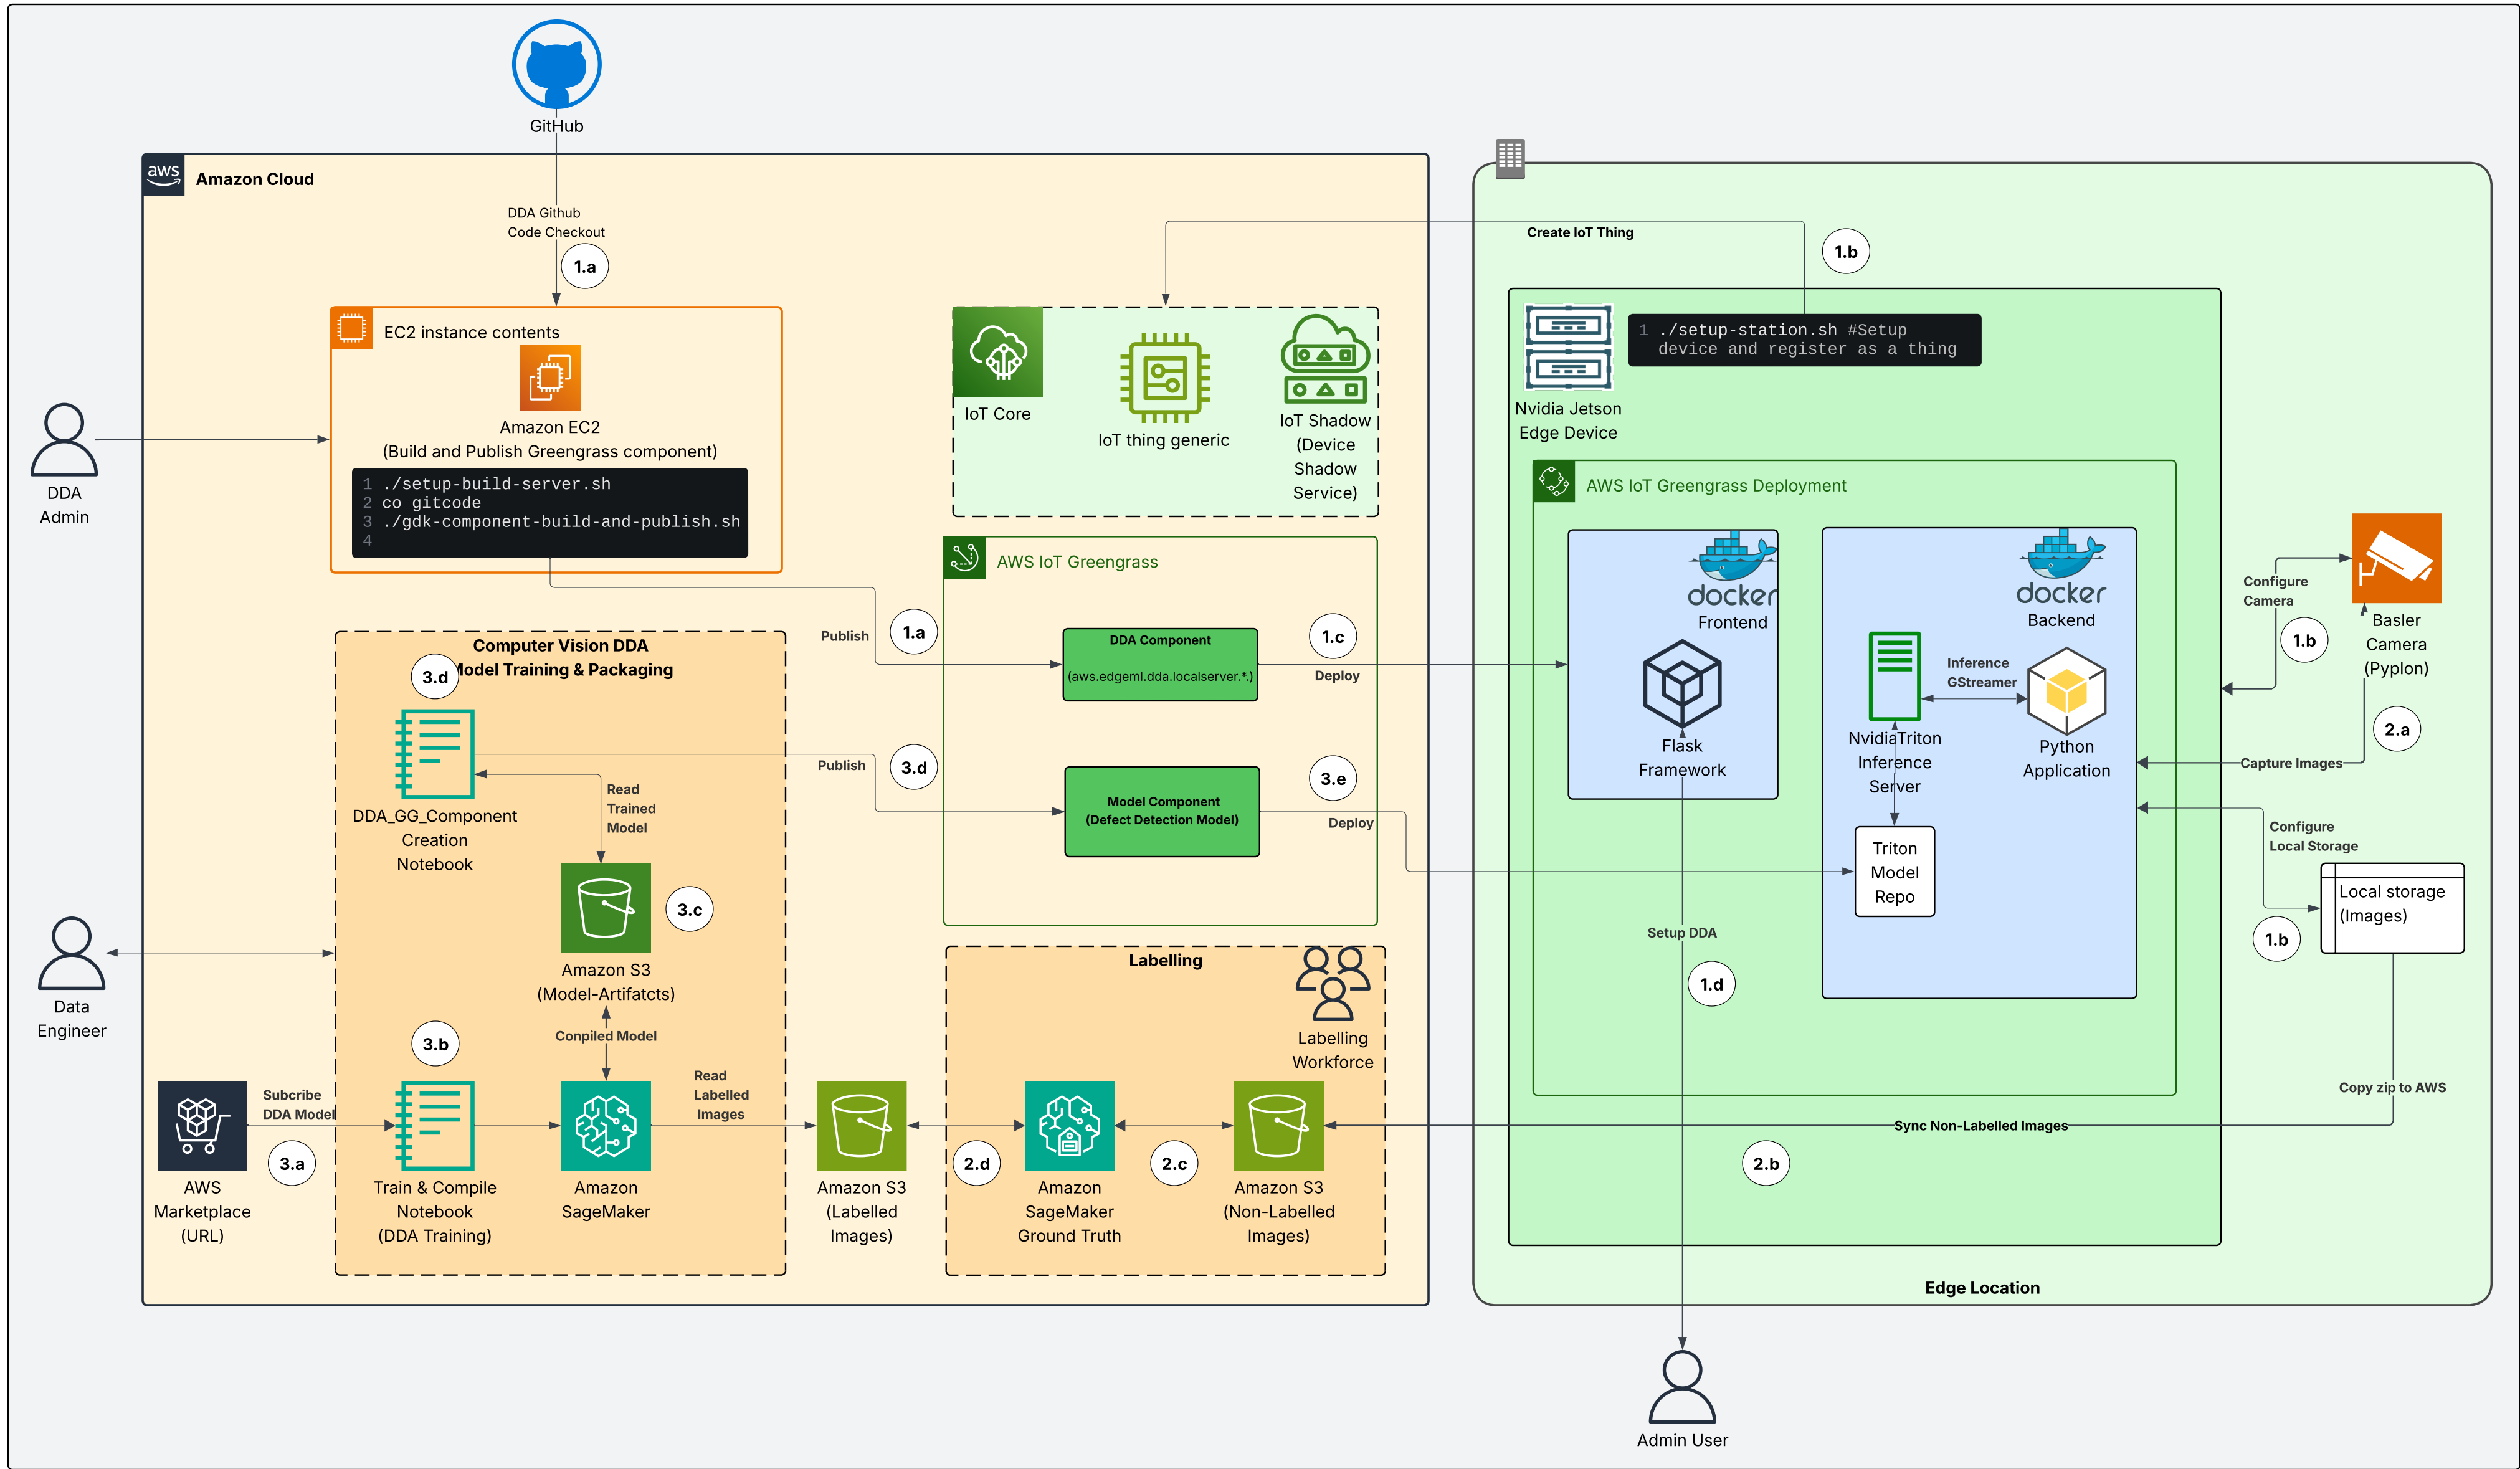 GitHub
aws
Amazon Cloud
DDA Github
Code Checkout
1.a
EC2 instance contents
Amazon EC2
(Build and Publish Greengrass component)
1 ./setup-build-server.sh
2 co gitcode
3 ./gdk-component-build-and-publish.sh
4
DDA
Admin
IoT Core
IoT thing generic
IoT Shadow
(Device
Shadow
Service)
Create IoT Thing
1.b
1 ./setup-station.sh #Setup
device and register as a thing
Nvidia Jetson
Edge Device
AWS IoT Greengrass Deployment
docker
Frontend
Flask
Framework
docker
Backend
Inference
GStreamer
NvidiaTriton
Inference
Server
Python
Application
Triton
Model
Repo
Configure
Camera
1.b
Basler
Camera
(Pyplon)
2.a
Capture Images
Configure
Local Storage
1.b
Local storage
(Images)
Copy zip to AWS
AWS IoT Greengrass
Publish
1.a
DDA Component
(aws.edgeml.dda.localserver.*.)
1.c
Deploy
Publish
3.d
Model Component
(Defect Detection Model)
3.e
Deploy
Computer Vision DDA
Model Training & Packaging
3.d
DDA_GG_Component
Creation
Notebook
Read
Trained
Model
3.c
Amazon S3
(Model-Artifatcts)
Conpiled Model
3.b
Data
Engineer
AWS
Marketplace
(URL)
Subcribe
DDA Model
3.a
Train & Compile
Notebook
(DDA Training)
Amazon
SageMaker
Read
Labelled
Images
Amazon S3
(Labelled
Images)
Labelling
Labelling
Workforce
2.d
Amazon
SageMaker
Ground Truth
2.c
Amazon S3
(Non-Labelled
Images)
Setup DDA
1.d
Sync Non-Labelled Images
2.b
Edge Location
Admin User